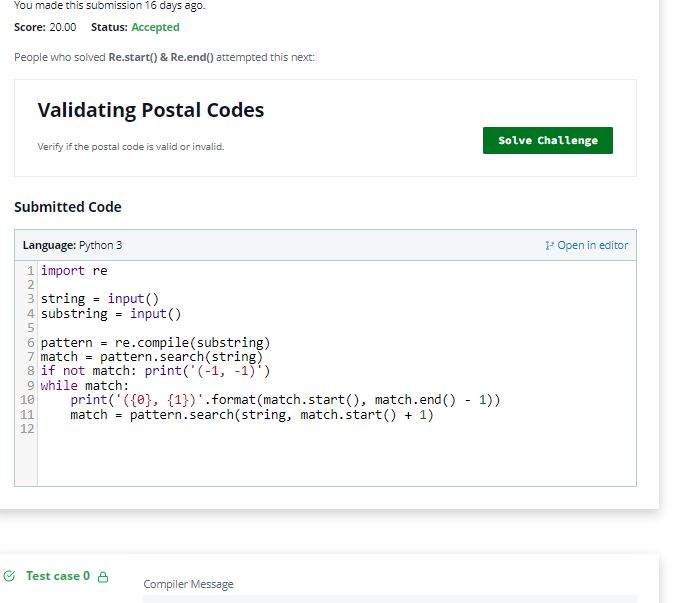 You made this submission 16 days ago.
Score: 20.00 Status: Accepted
People who solved Re.start() & Re.end() attempted this next:
Validating Postal Codes
Verify if the postal code is valid or invalid.
Solve Challenge
Submitted Code
Language: Python 3
Open in editor
1 import re
2
3 string = input()
4 substring = input()
5
6 pattern = re.compile(substring)
7 match = pattern.search(string)
8 if not match: print('(-1, -1)')
9 while match:
10     print('({0}, {1})'.format(match.start(), match.end() - 1))
11     match = pattern.search(string, match.start() + 1)
12
Test case 0
Compiler Message